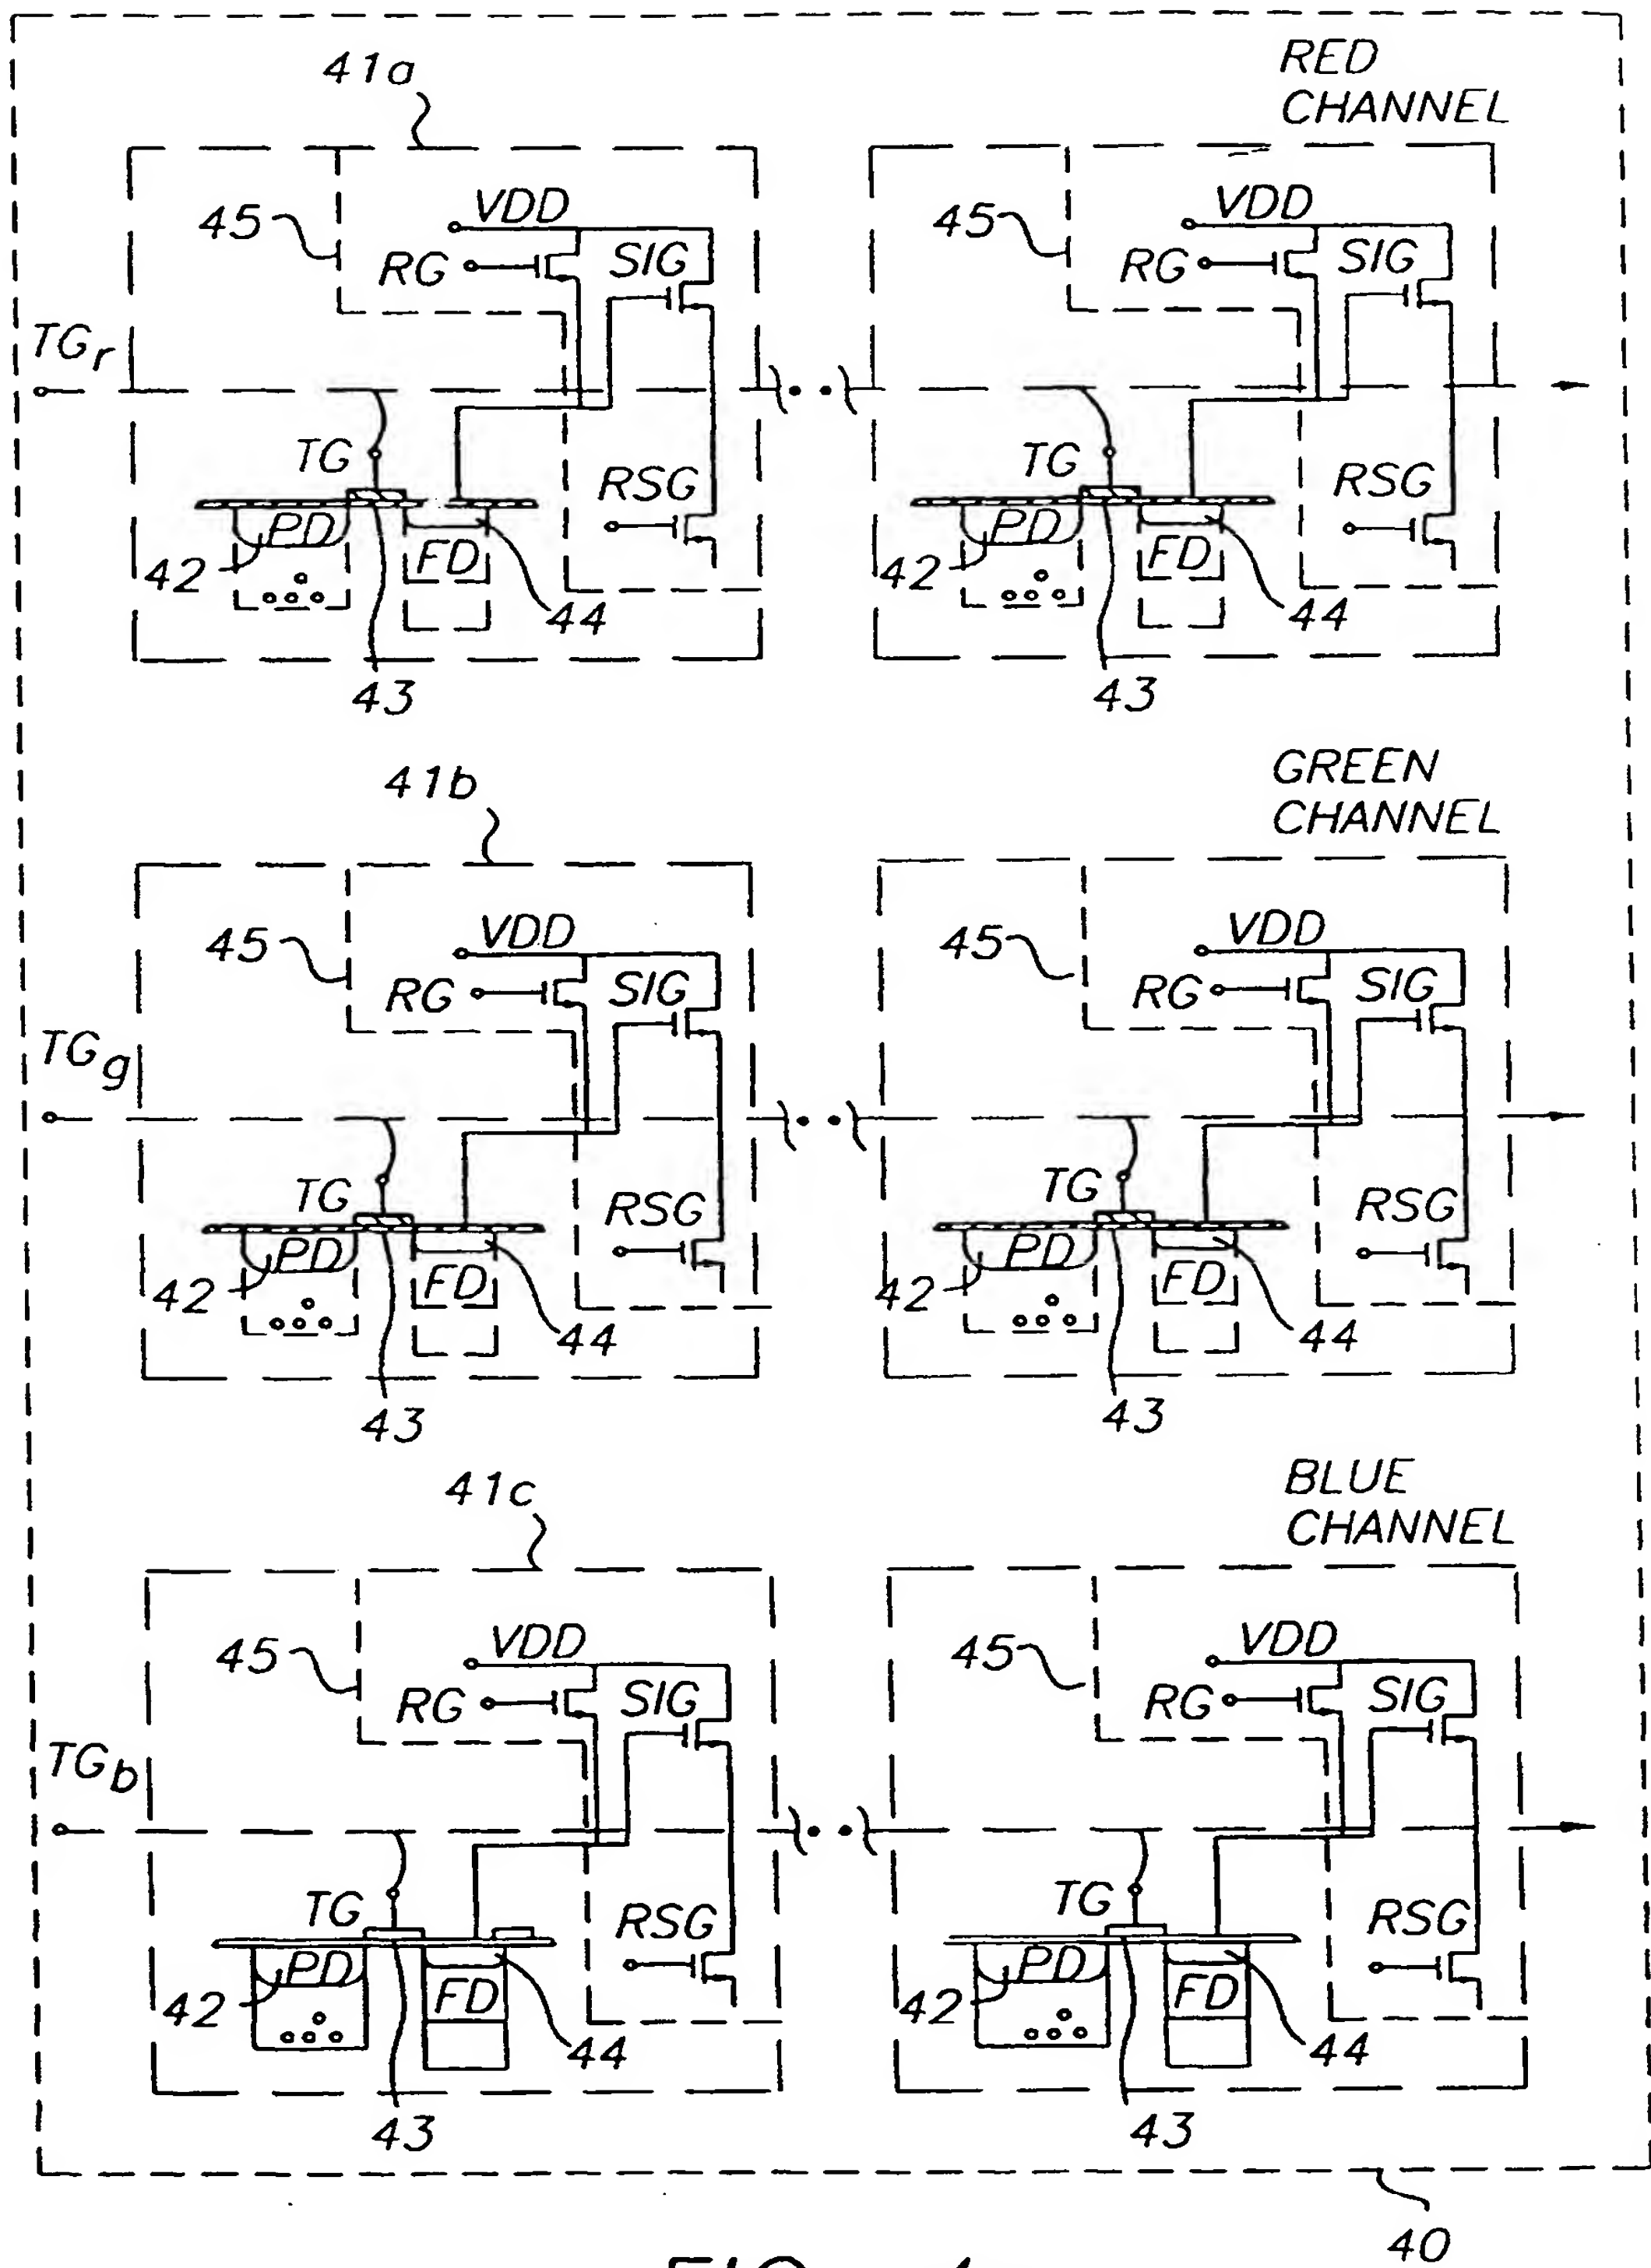 41a
RED
CHANNEL
45 VDD 45 VDD
RG SIG RG SIG
TGr
TG RSG TG RSG
PD PD
42 FD 42 FD
44 44
43 43
41b
GREEN
CHANNEL
45 VDD 45 VDD
RG SIG RG SIG
TGg
TG RSG TG RSG
PD PD
42 FD 42 FD
44 44
43 43
41c
BLUE
CHANNEL
45 VDD 45 VDD
RG SIG RG SIG
TGb
TG RSG TG RSG
PD PD
42 FD 42 FD
44 44
43 43
40